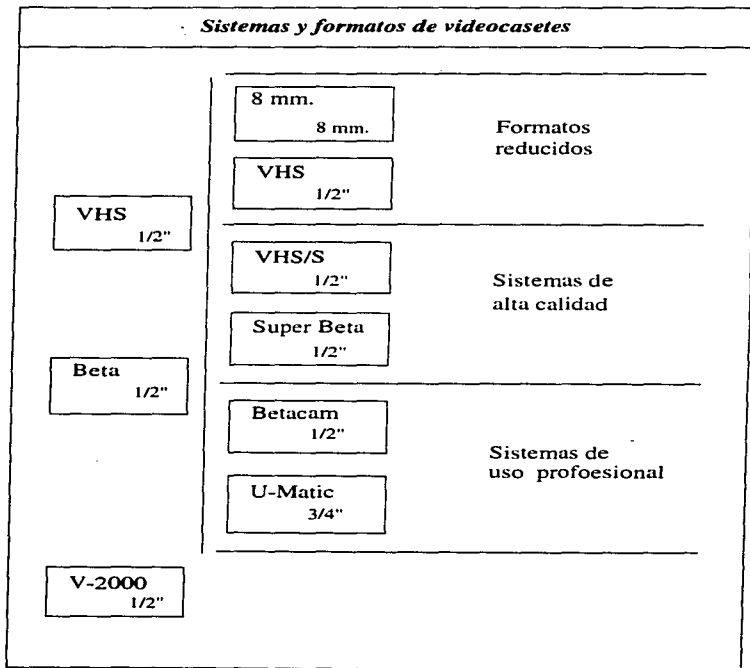 Sistemas y formatos de videocasetes
VHS
1/2"
Beta
1/2"
V-2000
1/2"
8 mm.
8 mm.
VHS
1/2"
Formatos
reducidos
VHS/S
1/2"
Super Beta
1/2"
Sistemas de
alta calidad
Betacam
1/2"
U-Matic
3/4"
Sistemas de
uso profoesional